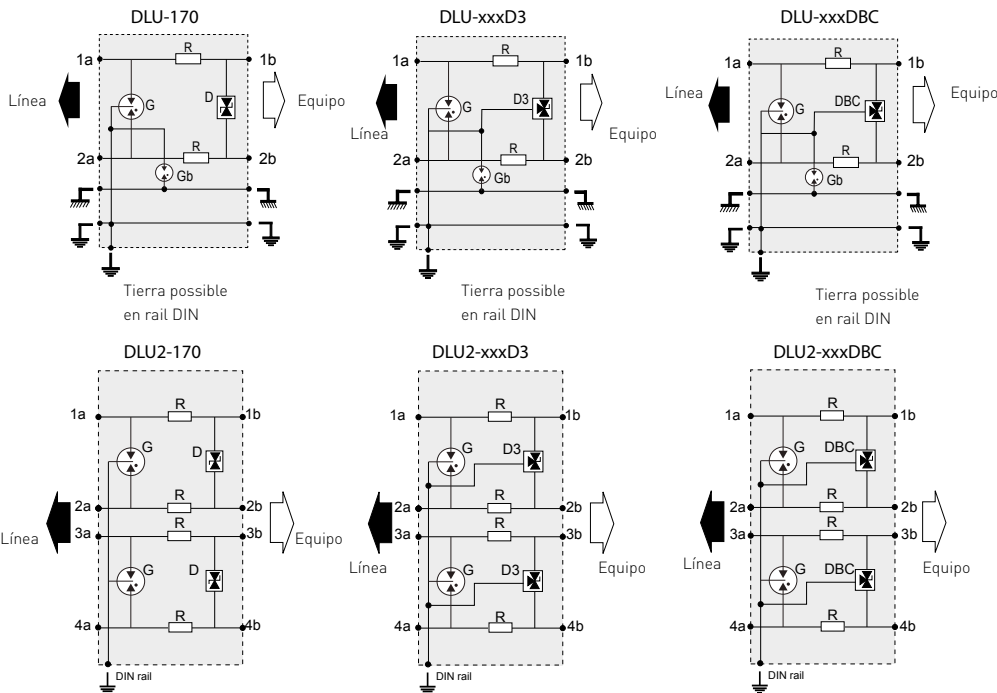 DLU-170
R
1a
1b
Línea
G
D
Equipo
R
2a
2b
Gb
Tierra possible
en rail DIN
DLU-xxxD3
R
1a
1b
Línea
G
D3
Equipo
R
2a
2b
Gb
Tierra possible
en rail DIN
DLU-xxxDBC
R
1a
1b
Línea
G
DBC
Equipo
R
2a
2b
Gb
Tierra possible
en rail DIN
DLU2-170
1a
R
1b
G
D
R
2a
2b
3a
R
3b
Línea
Equipo
G
D
R
4a
4b
DIN rail
DLU2-xxxD3
1a
R
1b
G
D3
R
2a
2b
3a
R
3b
Línea
Equipo
G
D3
R
4a
4b
DIN rail
DLU2-xxxDBC
1a
R
1b
G
DBC
R
2a
2b
3a
R
3b
Línea
Equipo
G
DBC
R
4a
4b
DIN rail